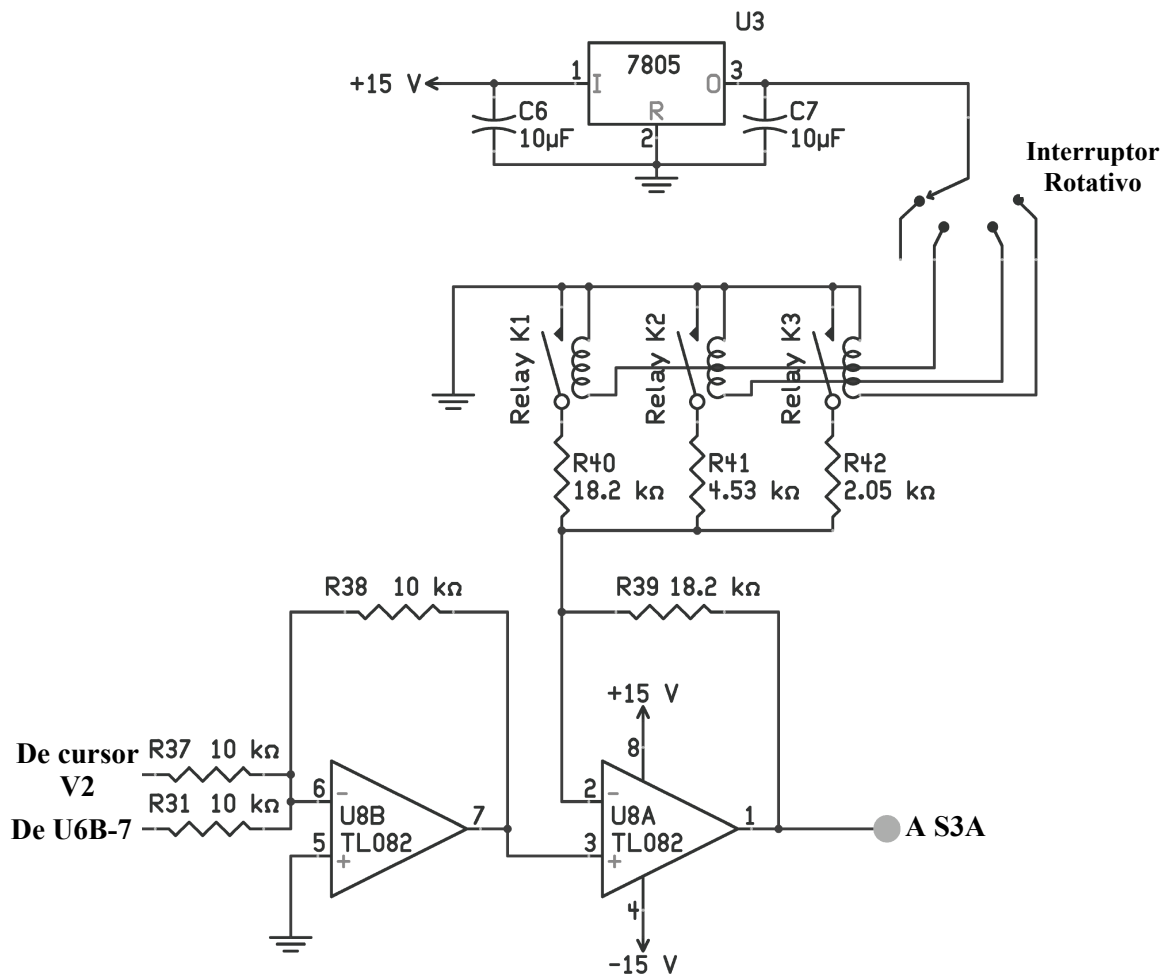 U3
+15 V
1
7805
3
I
O
R
2
C6
10µF
C7
10µF
Interruptor
Rotativo
Relay K1
Relay K2
Relay K3
R40
18.2 kΩ
R41
4.53 kΩ
R42
2.05 kΩ
R38 10 kΩ
R39 18.2 kΩ
+15 V
8
De cursor
V2
R37 10 kΩ
R31 10 kΩ
De U6B-7
6
-
U8B
TL082
5
+
7
2
-
U8A
TL082
3
+
1
A S3A
4
-15 V